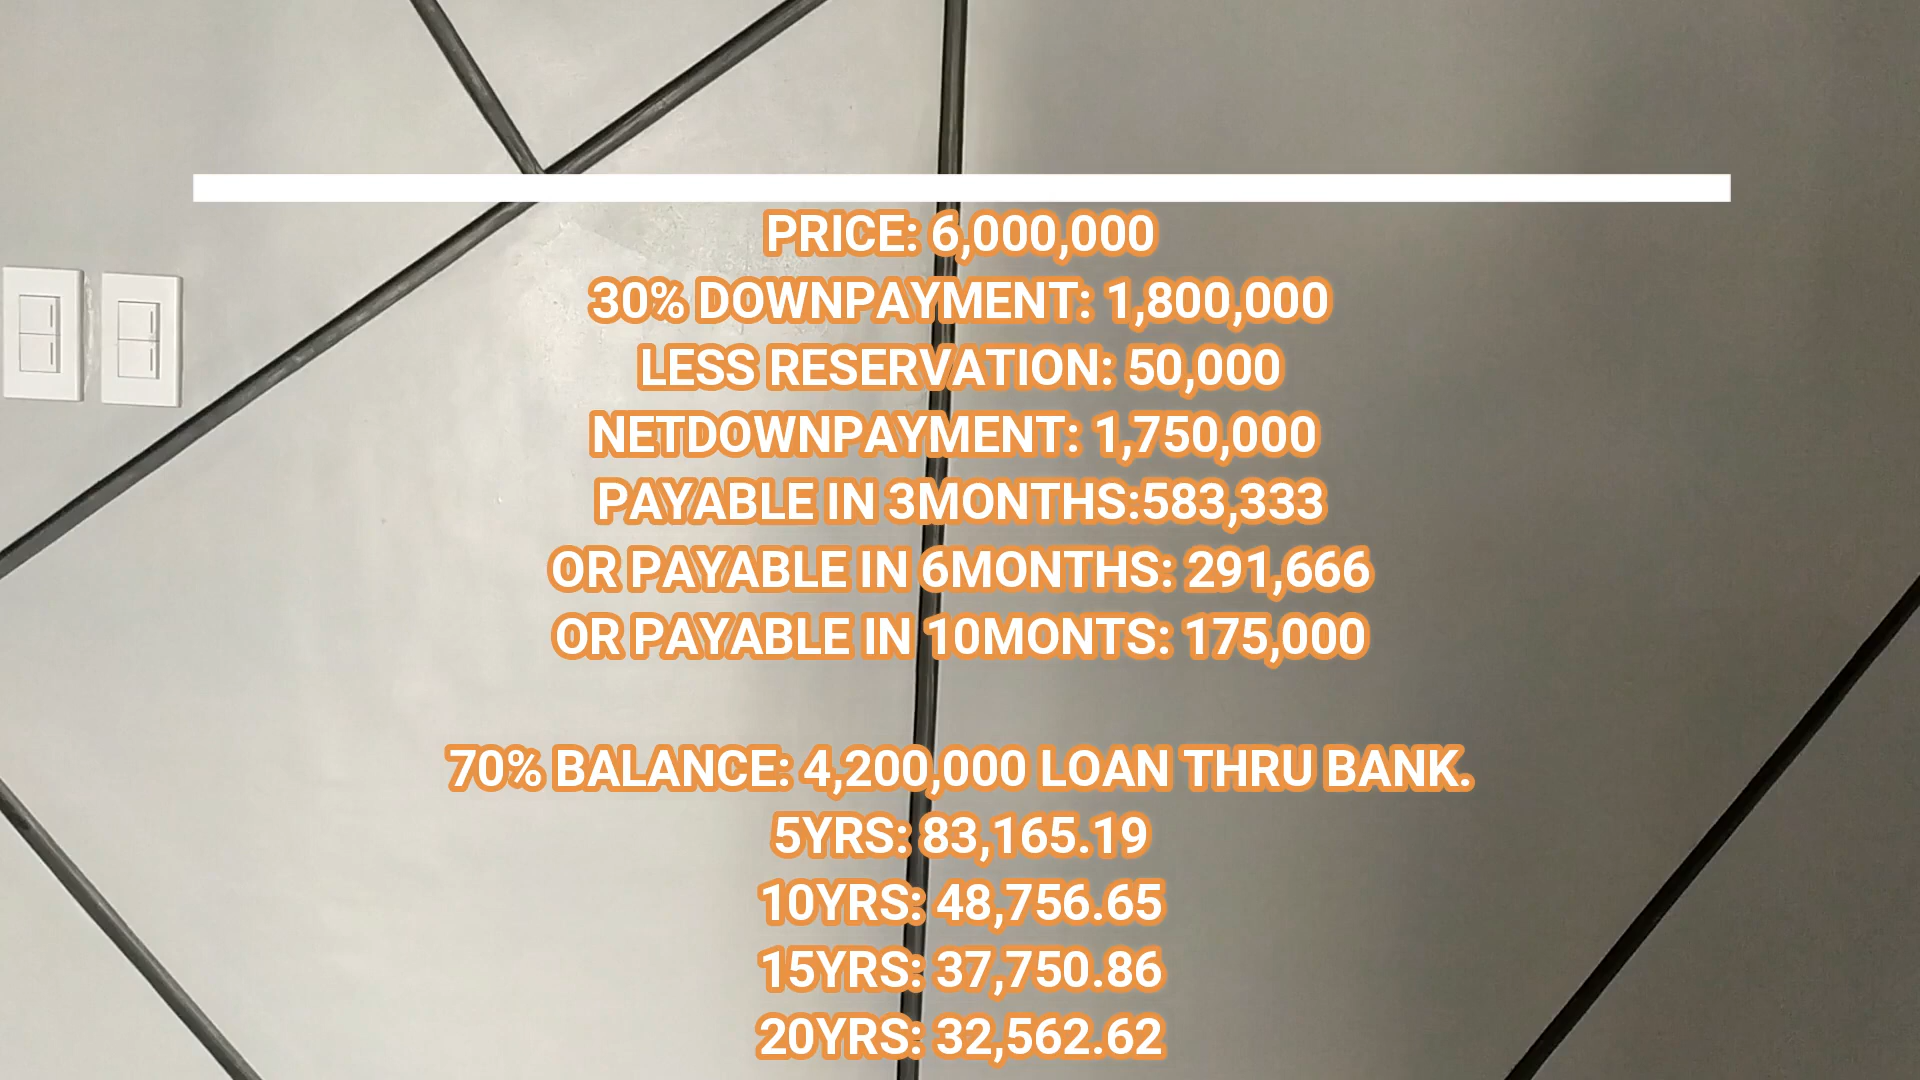 PRICE: 6,000,000
30% DOWNPAYMENT: 1,800,000
LESS RESERVATION: 50,000
NETDOWNPAYMENT: 1,750,000
PAYABLE IN 3MONTHS:583,333
OR PAYABLE IN 6MONTHS: 291,666
OR PAYABLE IN 10MONTS: 175,000
70% BALANCE: 4,200,000 LOAN THRU BANK.
5YRS: 83,165.19
10YRS: 48,756.65
15YRS: 37,750.86
20YRS: 32,562.62